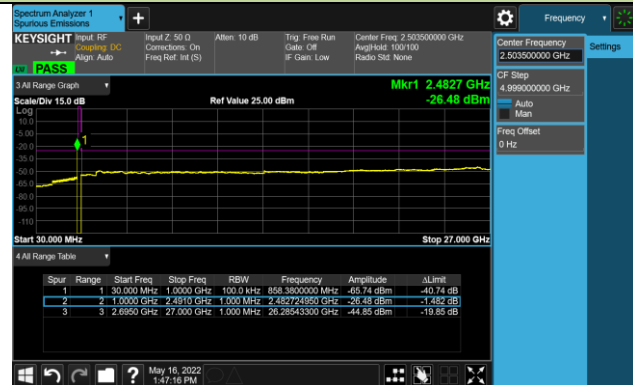 Spectrum Analyzer 1
Spurious Emissions
+
Frequency
KEYSIGHT Input: RF Input Z: 50 Ω Atten: 10 dB Trig: Free Run Center Freq: 2.503500000 GHz
Coupling: DC Corrections: On Gate: Off Avg|Hold: 100/100
Align: Auto Freq Ref: Int (S) IF Gain: Low Radio Std: None
PASS
Center Frequency
2.503500000 GHz
Settings
CF Step
4.999000000 GHz
Auto
Man
Freq Offset
0 Hz
3 All Range Graph
Mkr1 2.4827 GHz
Scale/Div 15.0 dB Ref Value 25.00 dBm -26.48 dBm
Log
10.0
-5.00
-20.0
-35.0
-50.0
-65.0
-80.0
-95.0
-110
1
Start 30.000 MHz Stop 27.000 GHz
4 All Range Table
Spur Range Start Freq Stop Freq RBW Frequency Amplitude ΔLimit
1 1 30.000 MHz 1.0000 GHz 100.0 kHz 858.3800000 MHz -65.74 dBm -40.74 dB
2 2 1.0000 GHz 2.4910 GHz 1.000 MHz 2.482724950 GHz -26.48 dBm -1.482 dB
3 3 2.6950 GHz 27.000 GHz 1.000 MHz 26.28543300 GHz -44.85 dBm -19.85 dB
?
May 16, 2022
1:47:16 PM